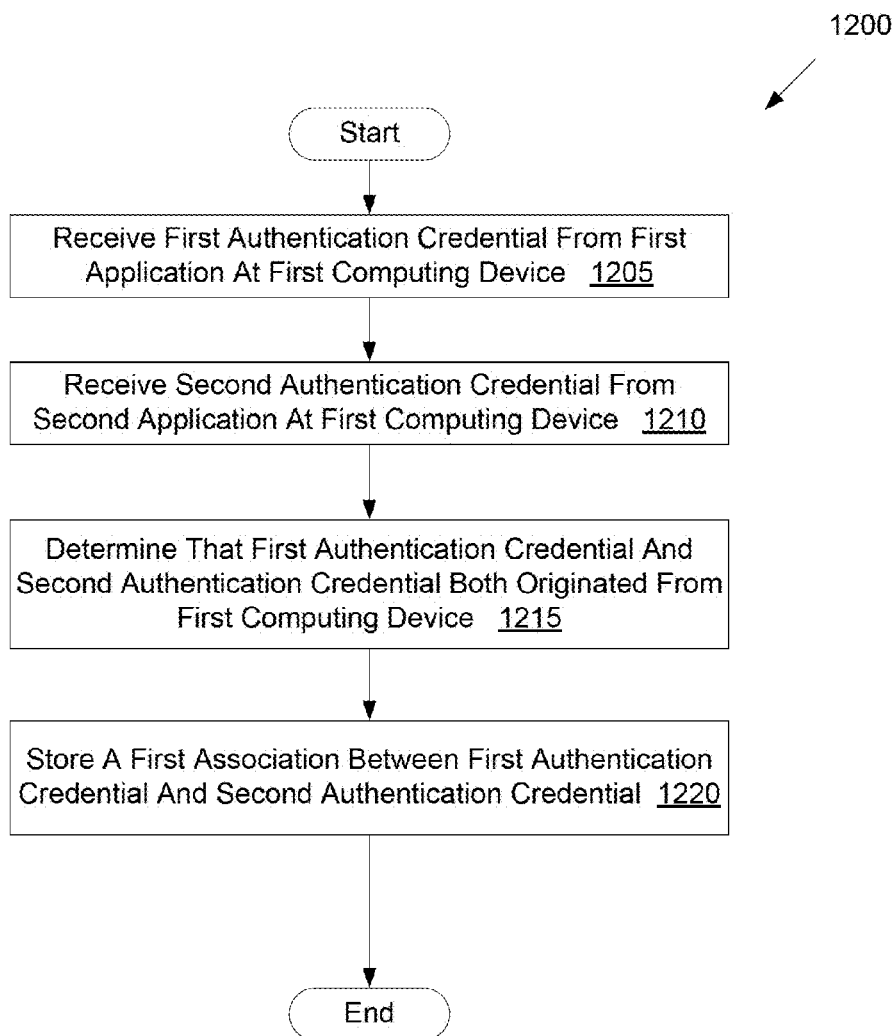 1200
Start
Receive First Authentication Credential From First
Application At First Computing Device 1205
Receive Second Authentication Credential From
Second Application At First Computing Device 1210
Determine That First Authentication Credential And
Second Authentication Credential Both Originated From
First Computing Device 1215
Store A First Association Between First Authentication
Credential And Second Authentication Credential 1220
End